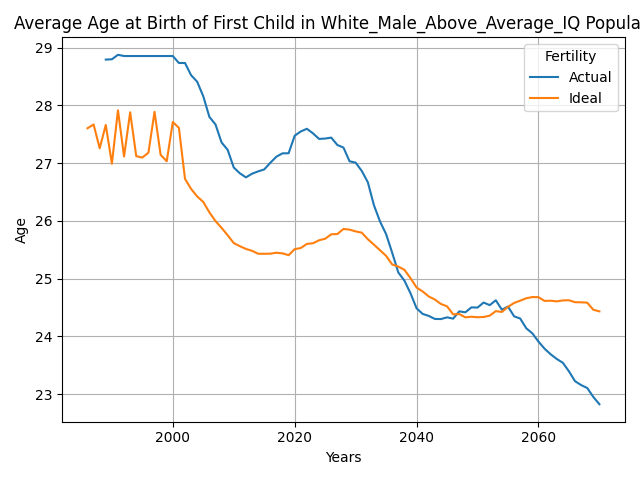 Average Age at Birth of First Child in White_Male_Above_Average_IQ Popula
29
28
27
26
25
24
23
Age
Fertility
Actual
Ideal
2000
2020
2040
2060
Years